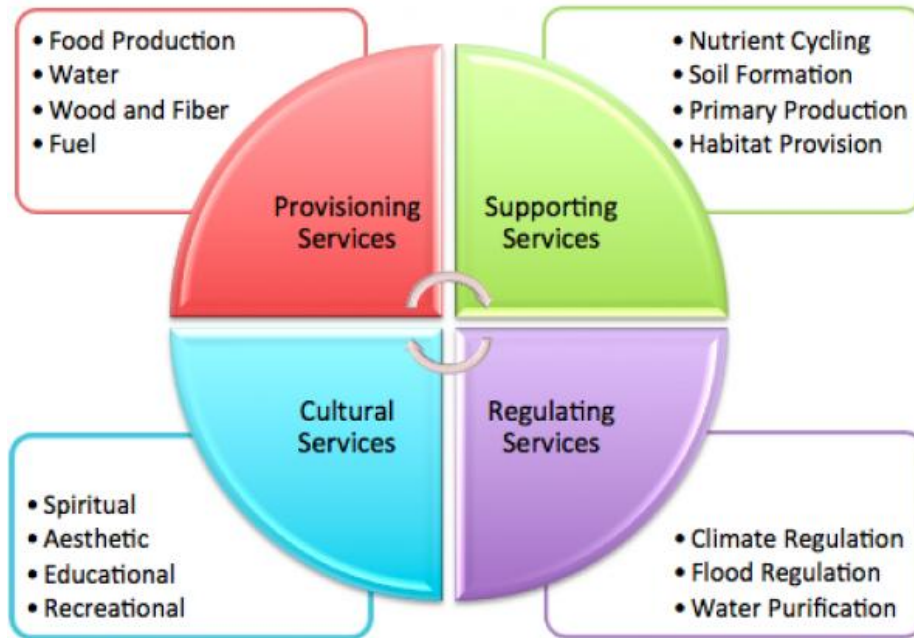 • Food Production
• Water
• Wood and Fiber
• Fuel
• Nutrient Cycling
• Soil Formation
• Primary Production
• Habitat Provision
Provisioning
Services
Supporting
Services
Cultural
Services
Regulating
Services
• Spiritual
• Aesthetic
• Educational
• Recreational
• Climate Regulation
• Flood Regulation
• Water Purification